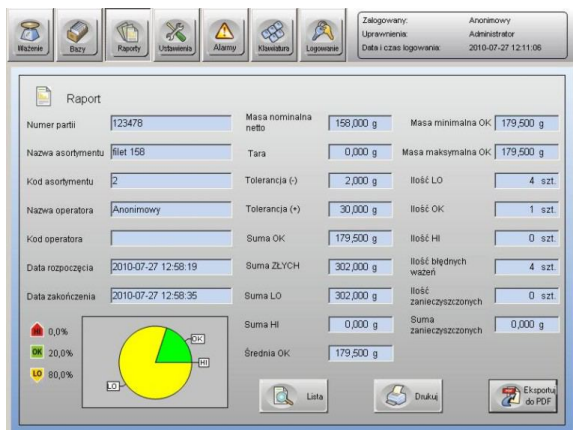 Ważenie Bazy Raporty Ustawienia Alarmy Klawiatura Logowanie
Zalogowany: Anonimowy
Uprawnienia: Administrator
Data i czas logowania: 2010-07-27 12:11:06
Raport
Numer partii 123478
Nazwa asortymentu filet 158
Kod asortymentu 2
Nazwa operatora Anonimowy
Kod operatora
Data rozpoczęcia 2010-07-27 12:58:19
Data zakończenia 2010-07-27 12:58:35
HI 0,0%
OK 20,0%
LO 80,0%
OK
HI
LO
Masa nominalna
netto 158,000 g
Tara 0,000 g
Tolerancja (-) 2,000 g
Tolerancja (+) 30,000 g
Suma OK 179,500 g
Suma ZŁYCH 302,000 g
Suma LO 302,000 g
Suma HI 0,000 g
Średnia OK 179,500 g
Masa minimalna OK 179,500 g
Masa maksymalna OK 179,500 g
Ilość LO 4 szt.
Ilość OK 1 szt.
Ilość HI 0 szt.
Ilość błędnych
ważeń 4 szt.
Ilość
zanieczyszczonych 0 szt.
Suma
zanieczyszczonych 0,000 g
Lista
Drukuj
Eksportuj
do PDF